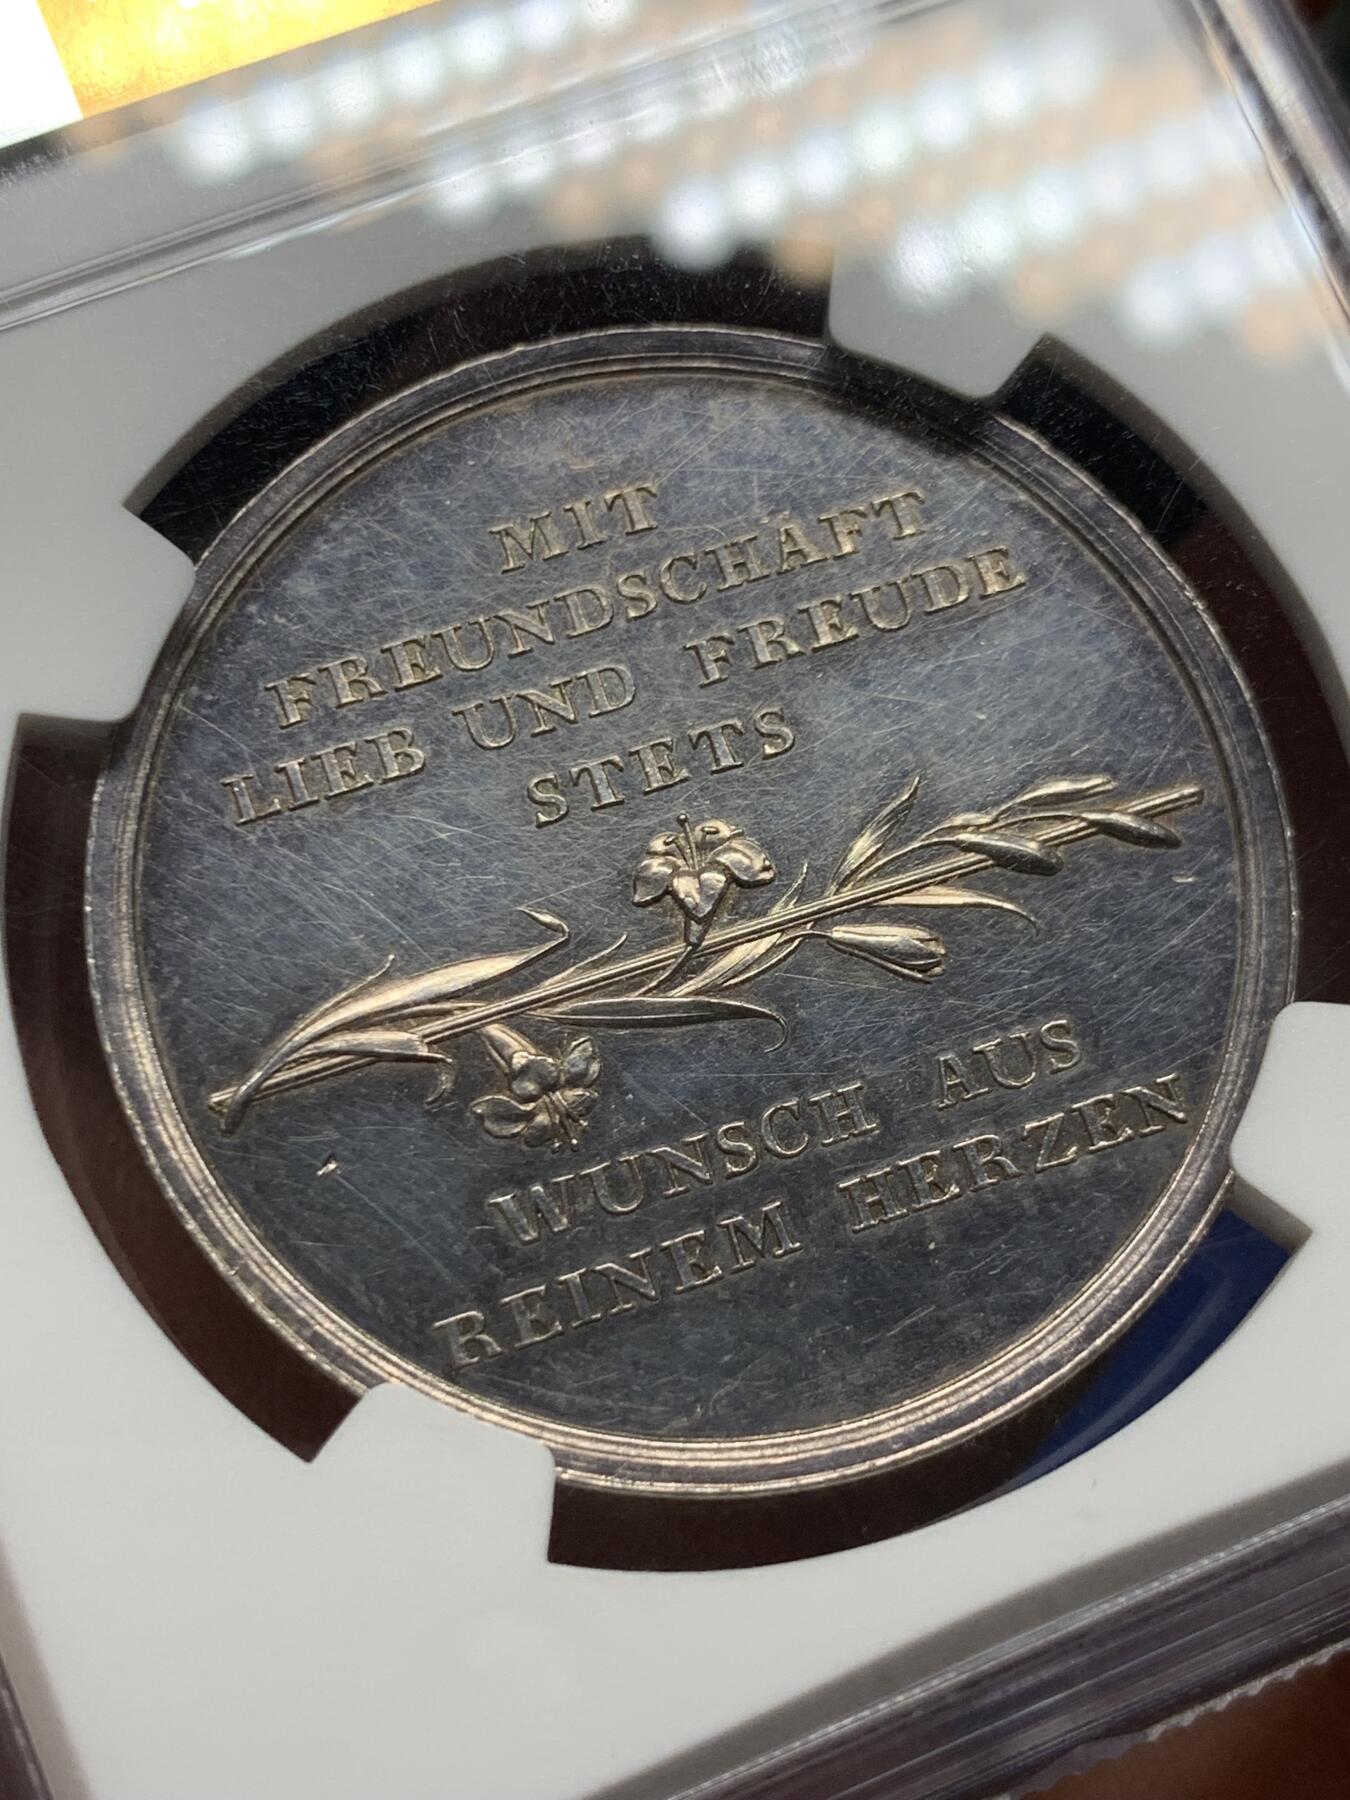 MIT
FREUNDSCHAFT
LIEB UND FREUDE
STETS
WUNSCH AUS
REINEM HERZEN